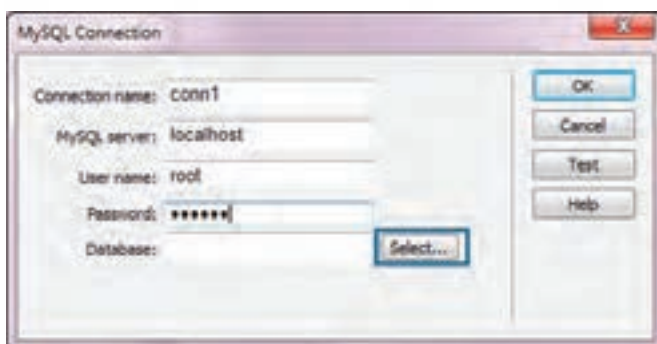 MySQL Connection
Connection name: conn1
MySQL server: localhost
User name: root
Password: ••••••
Database:
Select...
OK
Cancel
Test
Help